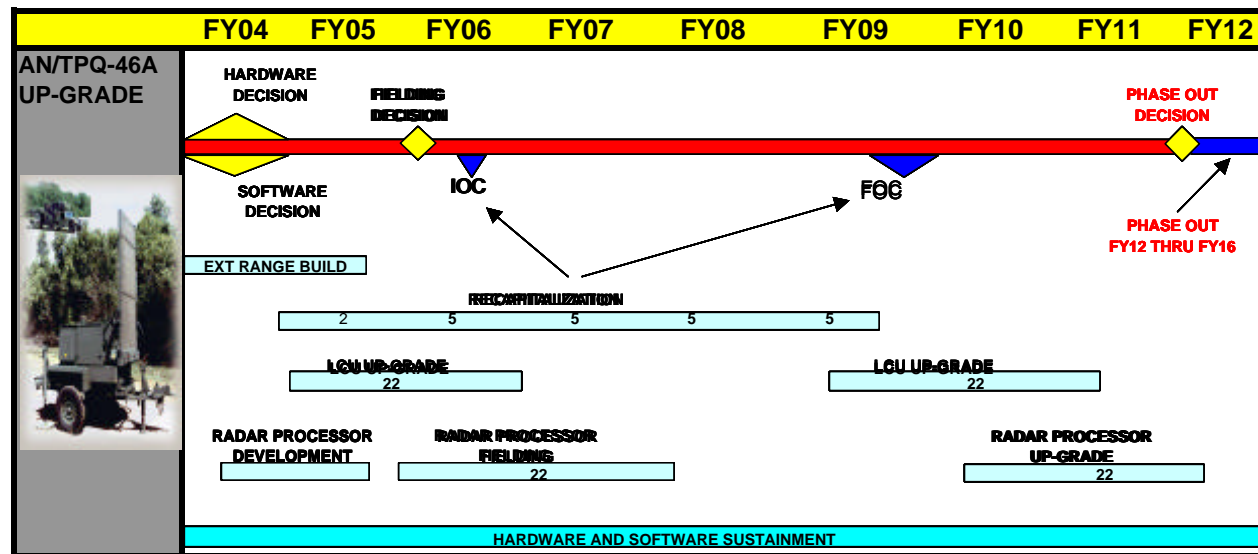 FY04 FY05 FY06 FY07 FY08 FY09 FY10 FY11 FY12
AN/TPQ-46A
UP-GRADE
HARDWARE
DECISION
FIELDING
DECISION
PHASE OUT
DECISION
SOFTWARE
DECISION
IOC
FOC
PHASE OUT
FY12 THRU FY16
EXT RANGE BUILD
RECAPITALIZATION
2 5 5 5 5
LCU UP-GRADE
22
LCU UP-GRADE
22
RADAR PROCESSOR
DEVELOPMENT
RADAR PROCESSOR
FIELDING
22
RADAR PROCESSOR
UP-GRADE
22
HARDWARE AND SOFTWARE SUSTAINMENT